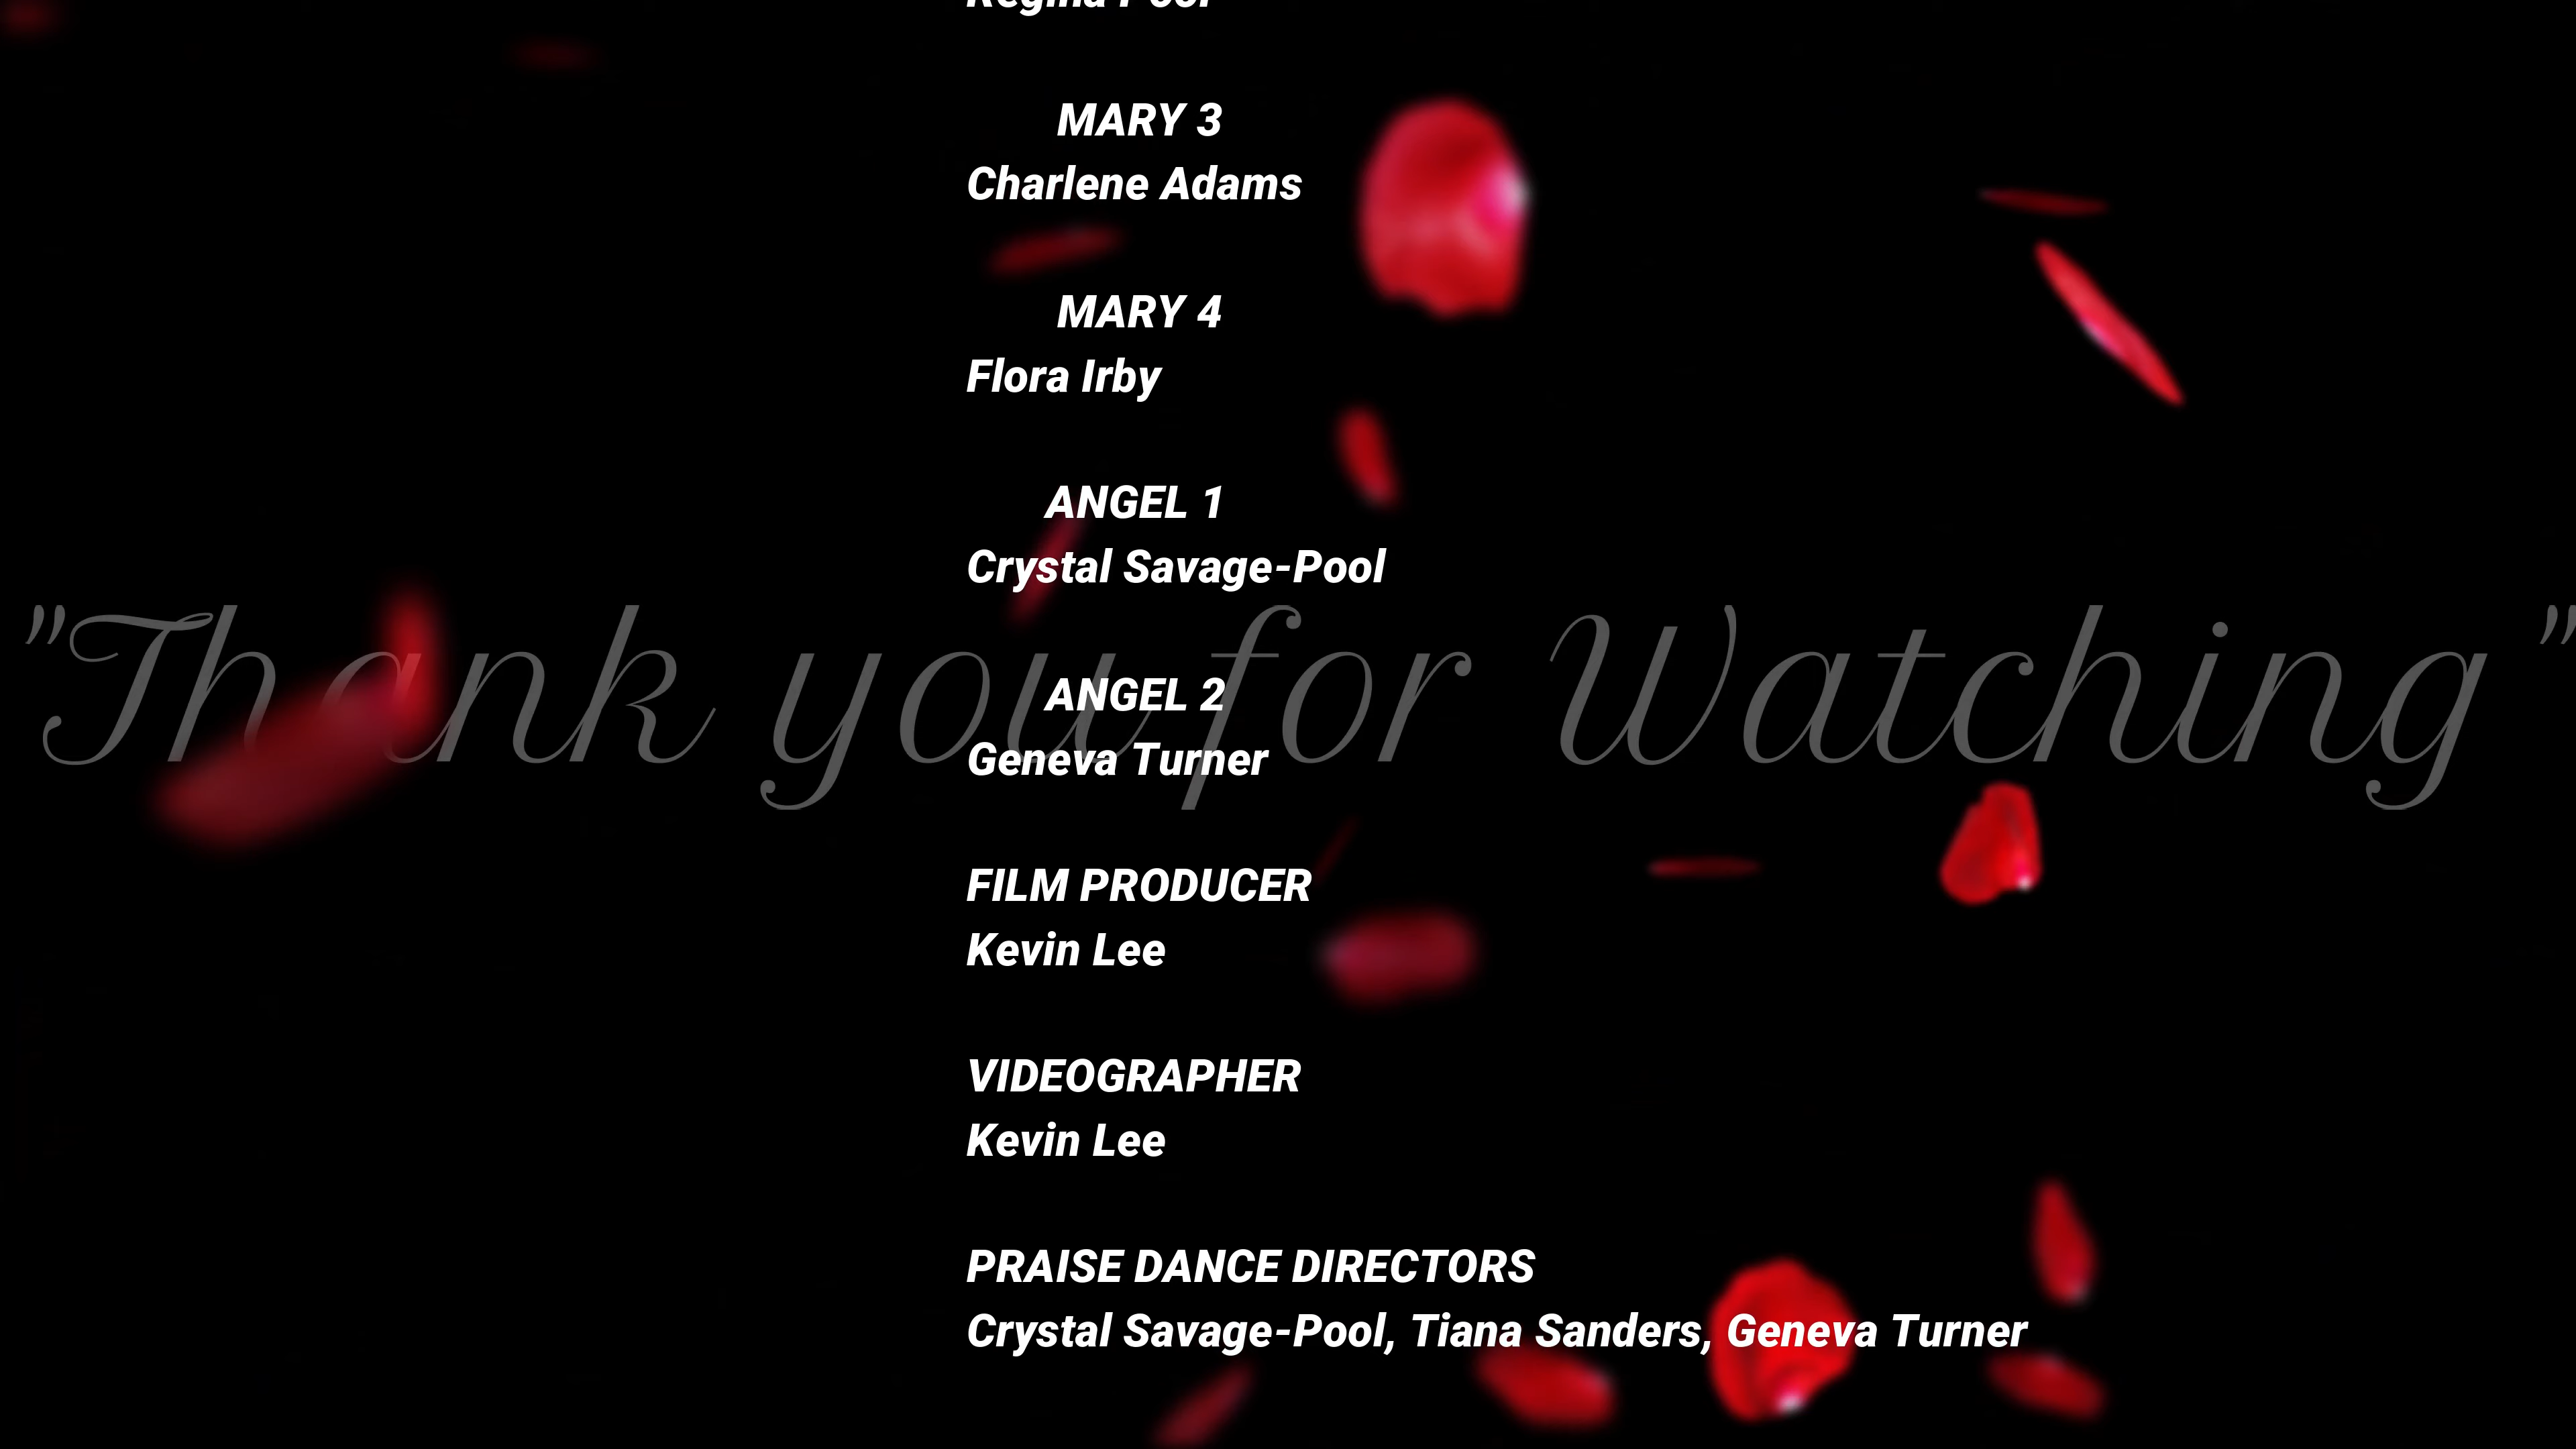 MARY 3
Charlene Adams
MARY 4
Flora Irby
ANGEL 1
Crystal Savage-Pool
"Thank you for Watching "
ANGEL 2
Geneva Turner
FILM PRODUCER
Kevin Lee
VIDEOGRAPHER
Kevin Lee
PRAISE DANCE DIRECTORS
Crystal Savage-Pool, Tiana Sanders, Geneva Turner